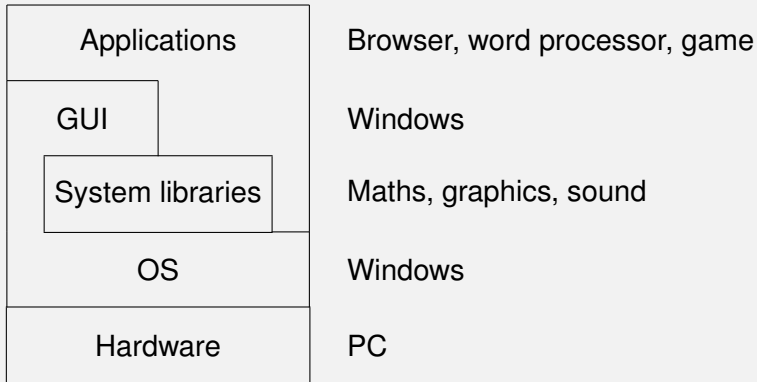 Applications Browser, word processor, game
GUI Windows
System libraries Maths, graphics, sound
OS Windows
Hardware PC